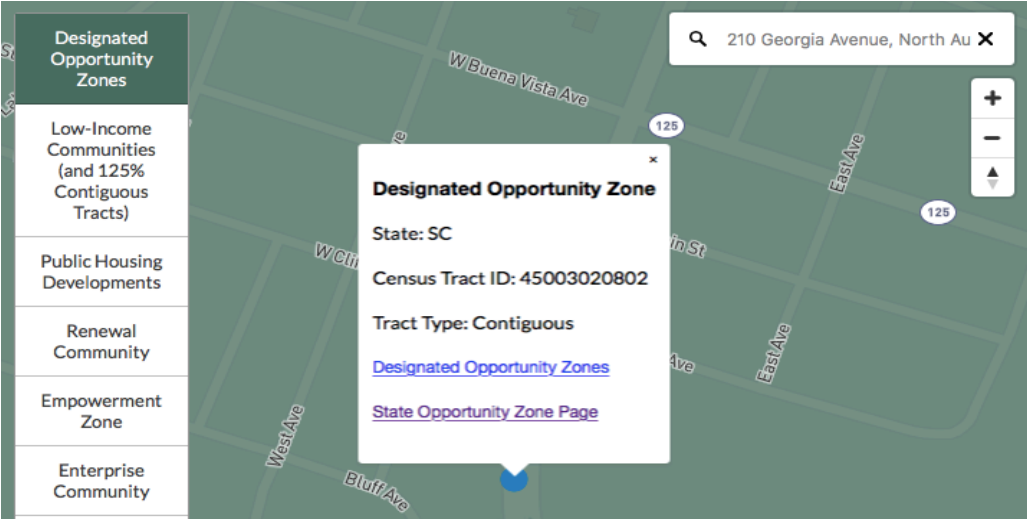 Designated
Opportunity
Zones
Low-Income
Communities
(and 125%
Contiguous
Tracts)
Public Housing
Developments
Renewal
Community
Empowerment
Zone
Enterprise
Community
210 Georgia Avenue, North Au
W Buena Vista Ave
125
East Ave
125
×
Designated Opportunity Zone
State: SC
Census Tract ID: 45003020802
Tract Type: Contiguous
Designated Opportunity Zones
State Opportunity Zone Page
W Cli
in St
Ave
East Ave
West Ave
Bluff Ave